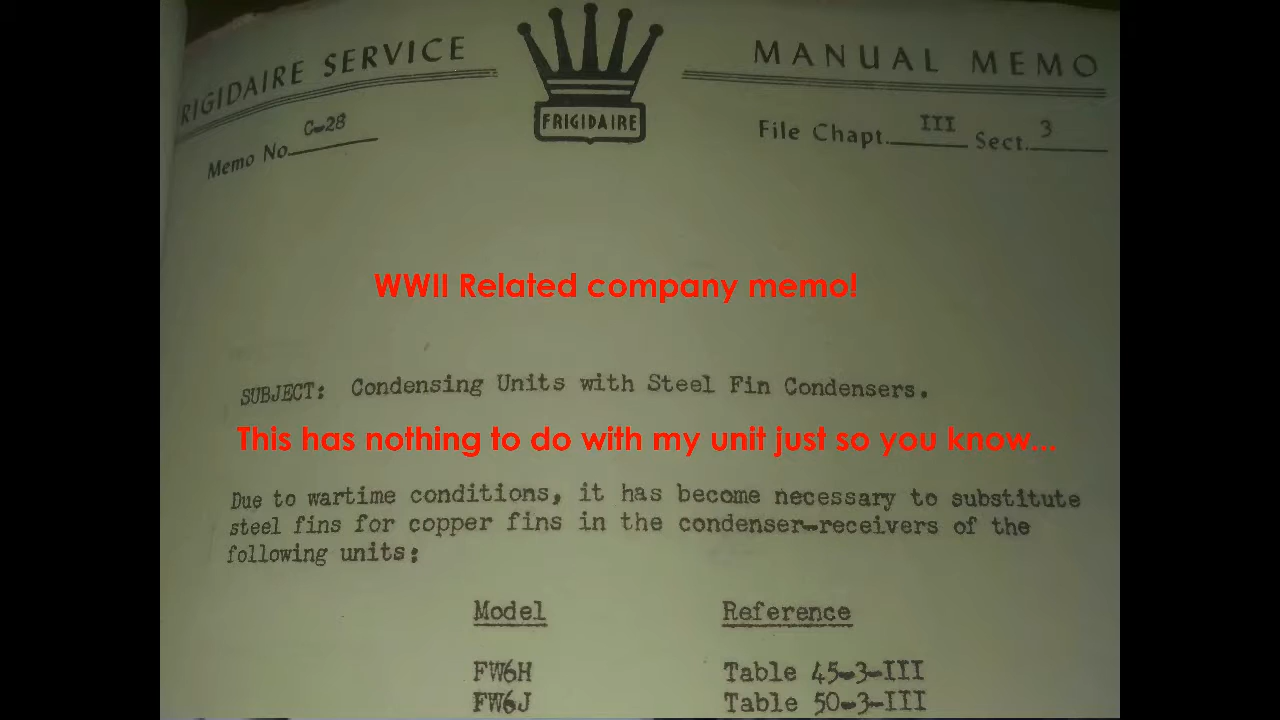 FRIGIDAIRE SERVICE
FRIGIDAIRE
MANUAL MEMO
Memo No. C-28
File Chapt. III Sect. 3
WWII Related company memo!
SUBJECT: Condensing Units with Steel Fin Condensers.
This has nothing to do with my unit just so you know...
Due to wartime conditions, it has become necessary to substitute
steel fins for copper fins in the condenser-receivers of the
following units:
Model Reference
FW6H Table 45-3-III
FW6J Table 50-3-III